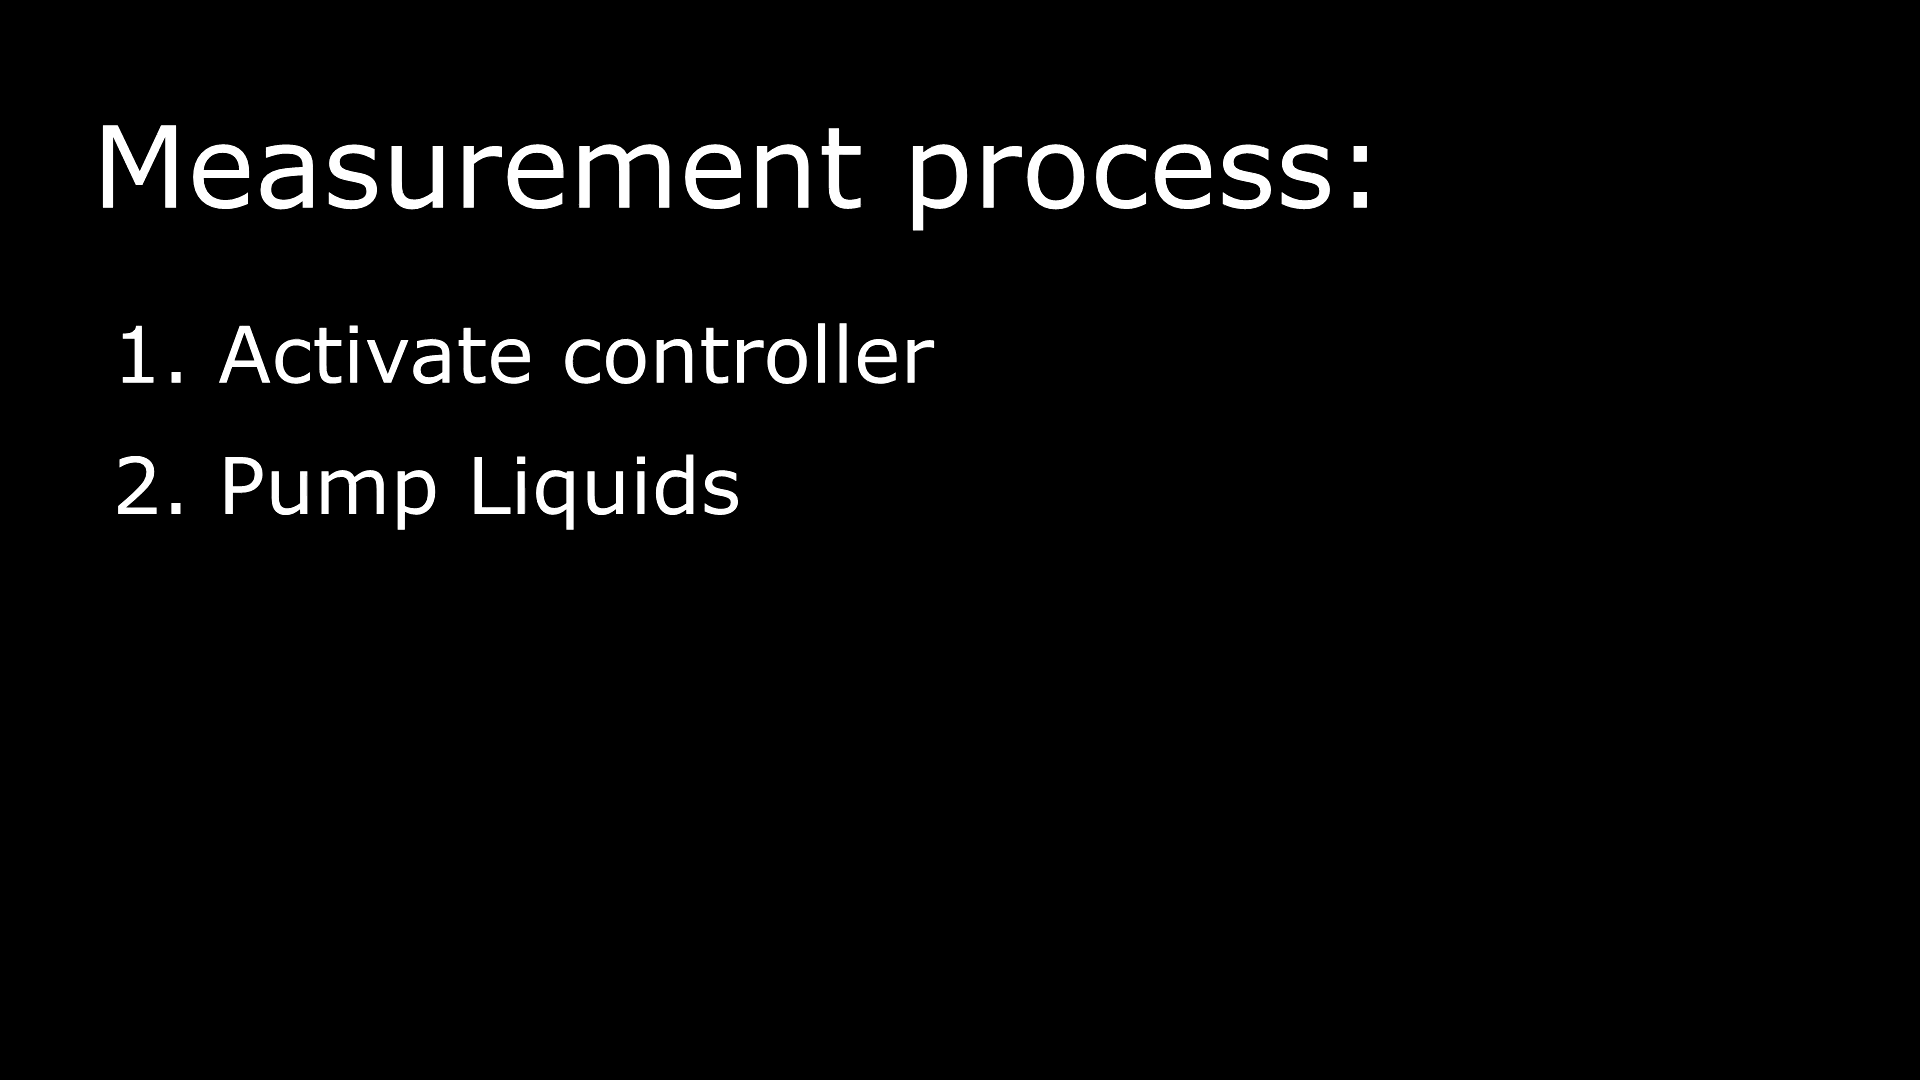 Measurement process:
1. Activate controller
2. Pump Liquids